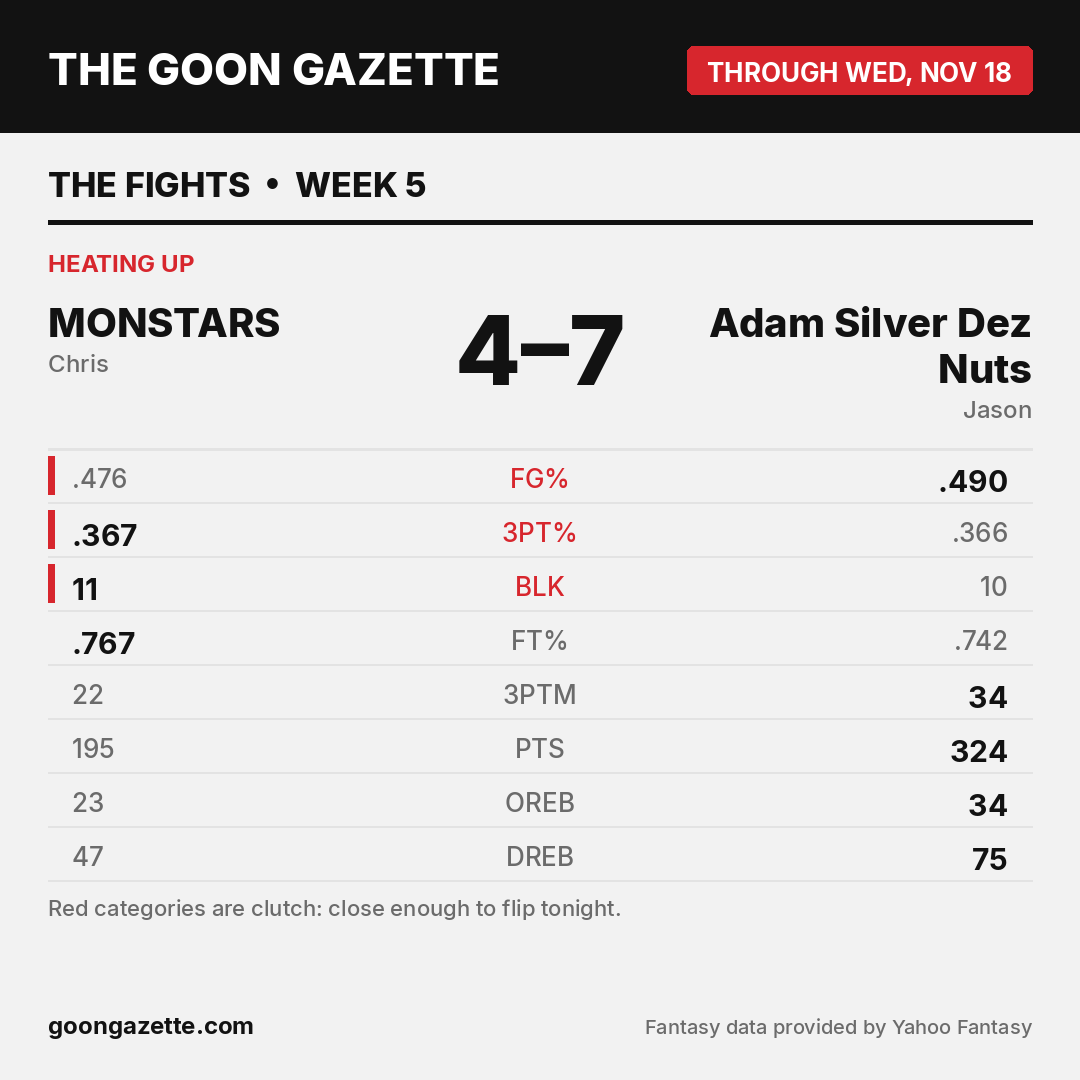 THE GOON GAZETTE
THROUGH WED, NOV 18
THE FIGHTS • WEEK 5
HEATING UP
MONSTARS
Chris
4–7
Adam Silver Dez
Nuts
Jason
.476 FG% .490
.367 3PT% .366
11 BLK 10
.767 FT% .742
22 3PTM 34
195 PTS 324
23 OREB 34
47 DREB 75
Red categories are clutch: close enough to flip tonight.
goongazette.com
Fantasy data provided by Yahoo Fantasy